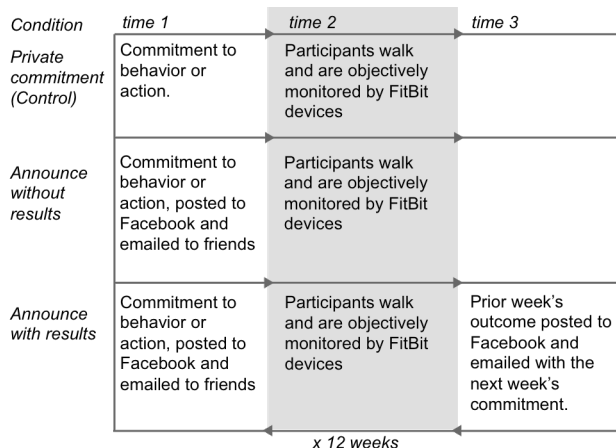 Condition time 1 time 2 time 3
Private
commitment
(Control)
Commitment to
behavior or
action.
Participants walk
and are objectively
monitored by FitBit
devices
Announce
without
results
Commitment to
behavior or
action, posted to
Facebook and
emailed to friends
Participants walk
and are objectively
monitored by FitBit
devices
Announce
with results
Commitment to
behavior or
action, posted to
Facebook and
emailed to friends
Participants walk
and are objectively
monitored by FitBit
devices
Prior week's
outcome posted to
Facebook and
emailed with the
next week's
commitment.
x 12 weeks